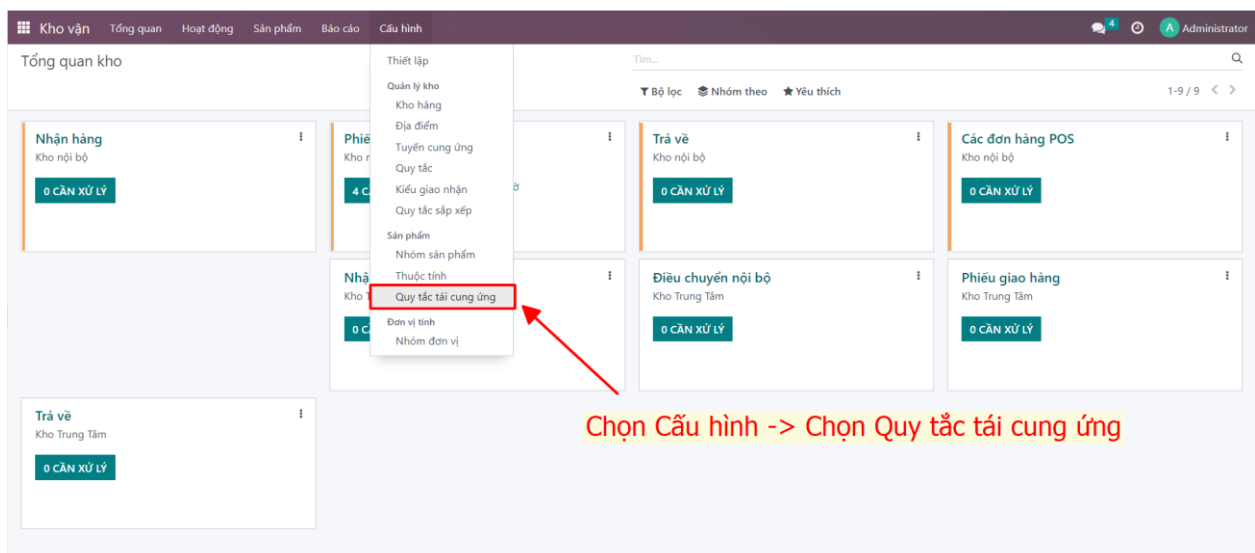 Kho vận Tổng quan Hoạt động Sản phẩm Báo cáo Cấu hình 4 A Administrator
Tổng quan kho
Tìm...
Bộ lọc Nhóm theo Yêu thích 1-9 / 9
Thiết lập
Quản lý kho
Kho hàng
Địa điểm
Tuyến cung ứng
Quy tắc
Kiểu giao nhận
Quy tắc sắp xếp
Sản phẩm
Nhóm sản phẩm
Thuộc tính
Quy tắc tái cung ứng
Đơn vị tính
Nhóm đơn vị
Nhận hàng
Kho nội bộ
0 CẦN XỬ LÝ
Phiế
Kho n
4 C
ờ
Trả về
Kho nội bộ
0 CẦN XỬ LÝ
Các đơn hàng POS
Kho nội bộ
0 CẦN XỬ LÝ
Nhậ
Kho T
0 C
Điều chuyển nội bộ
Kho Trung Tâm
0 CẦN XỬ LÝ
Phiếu giao hàng
Kho Trung Tâm
0 CẦN XỬ LÝ
Trả về
Kho Trung Tâm
0 CẦN XỬ LÝ
Chọn Cấu hình -> Chọn Quy tắc tái cung ứng